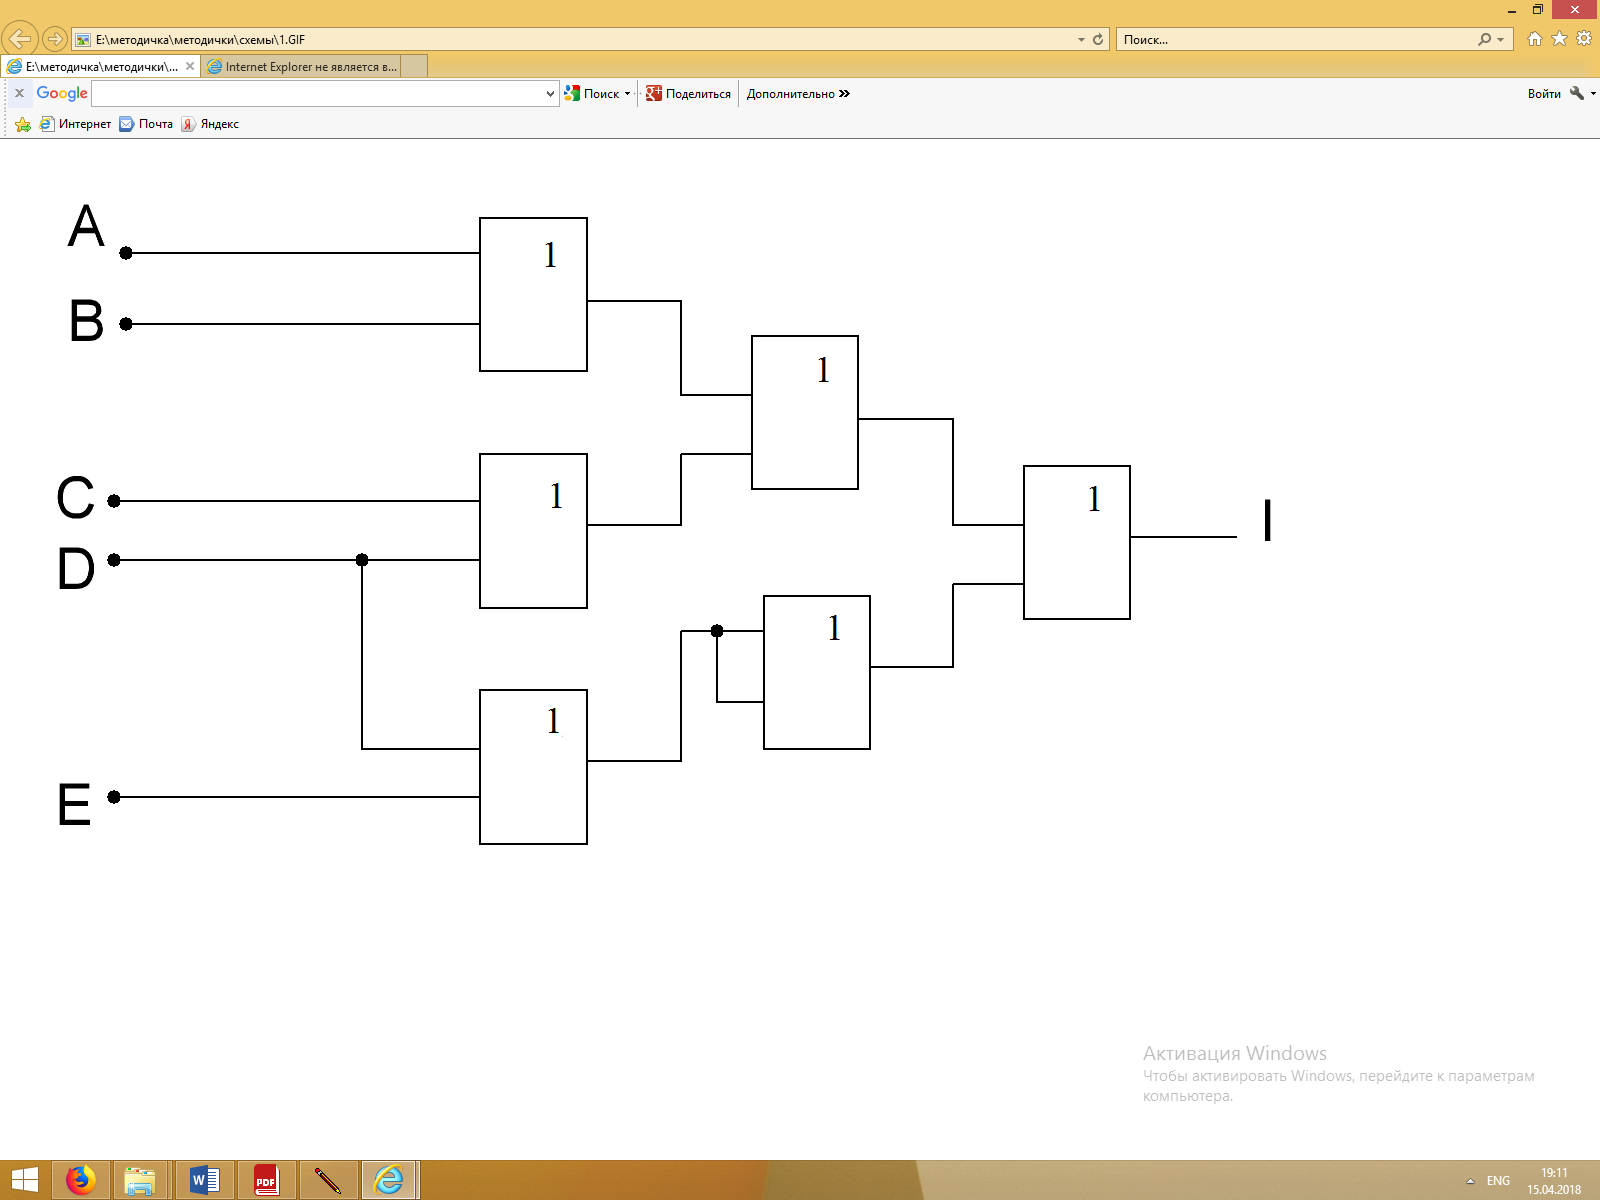 E:\методичка\методички\схемы\1.GIF
Поиск...
E:\методичка\методички\...
Internet Explorer не является в...
Google
Поиск
Поделиться
Дополнительно
Войти
Интернет
Почта
Яндекс
A
1
B
1
C
1
1
I
D
1
1
E
Активация Windows
Чтобы активировать Windows, перейдите к параметрам
компьютера.
ENG
19:11
15.04.2018